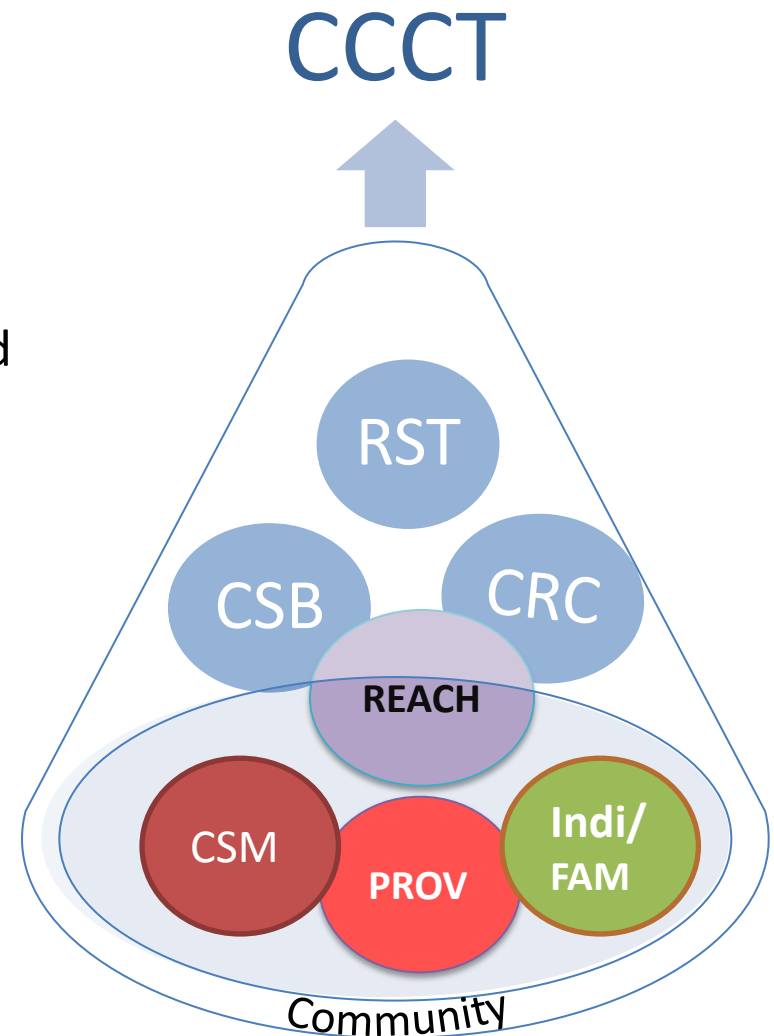 CCCT
d
RST
CSB
CRC
REACH
CSM
PROV
Indi/
FAM
Community